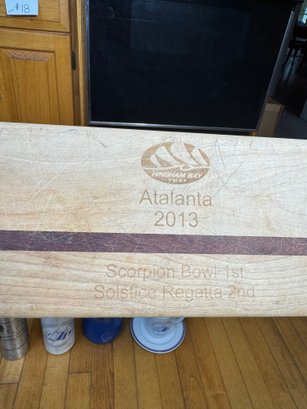 #18
HINGHAM BAY
Atalanta
2013
Scorpion Bowl 1st
Solstice Regatta 2nd